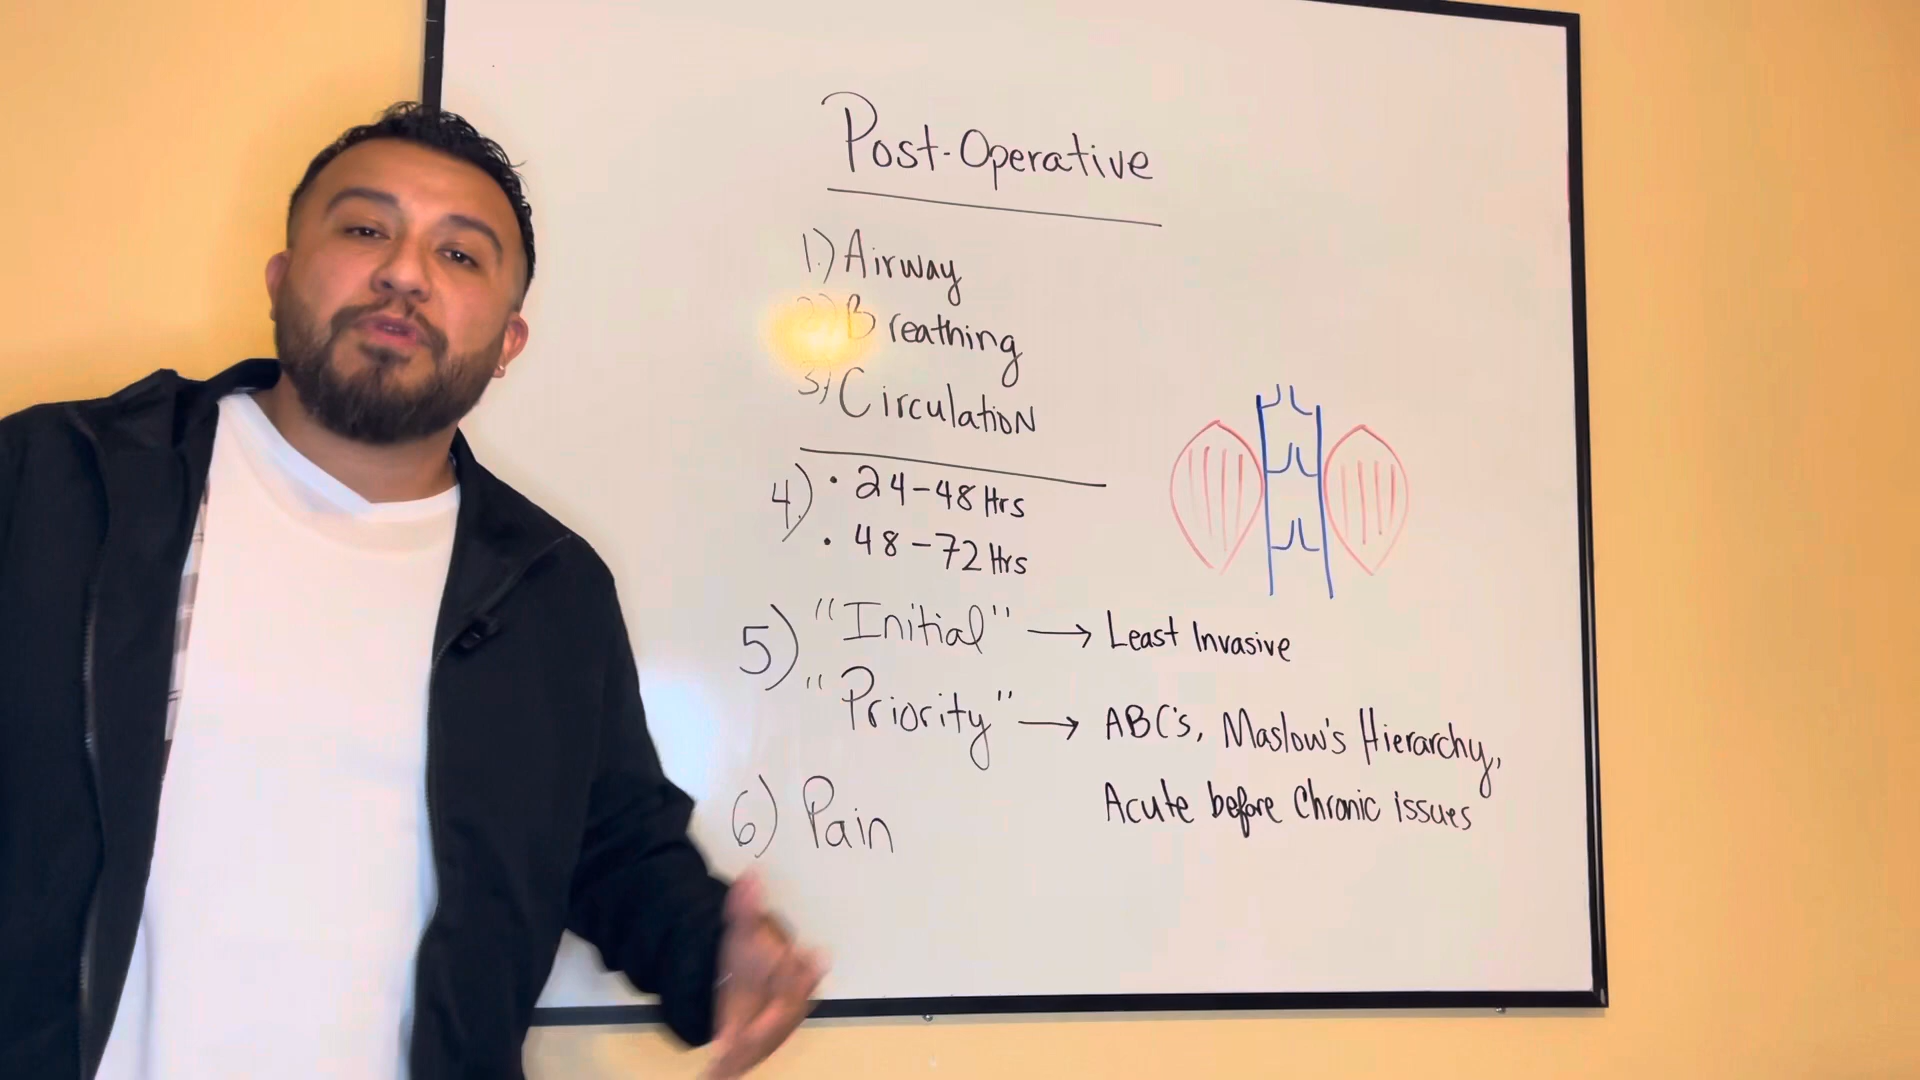 Post-Operative
1.) Airway
2.) Breathing
3.) Circulation
4.) • 24-48 Hrs
• 48-72 Hrs
5) "Initial" → Least Invasive
"Priority" → ABC's, Maslow's Hierarchy,
Acute before Chronic issues
6) Pain